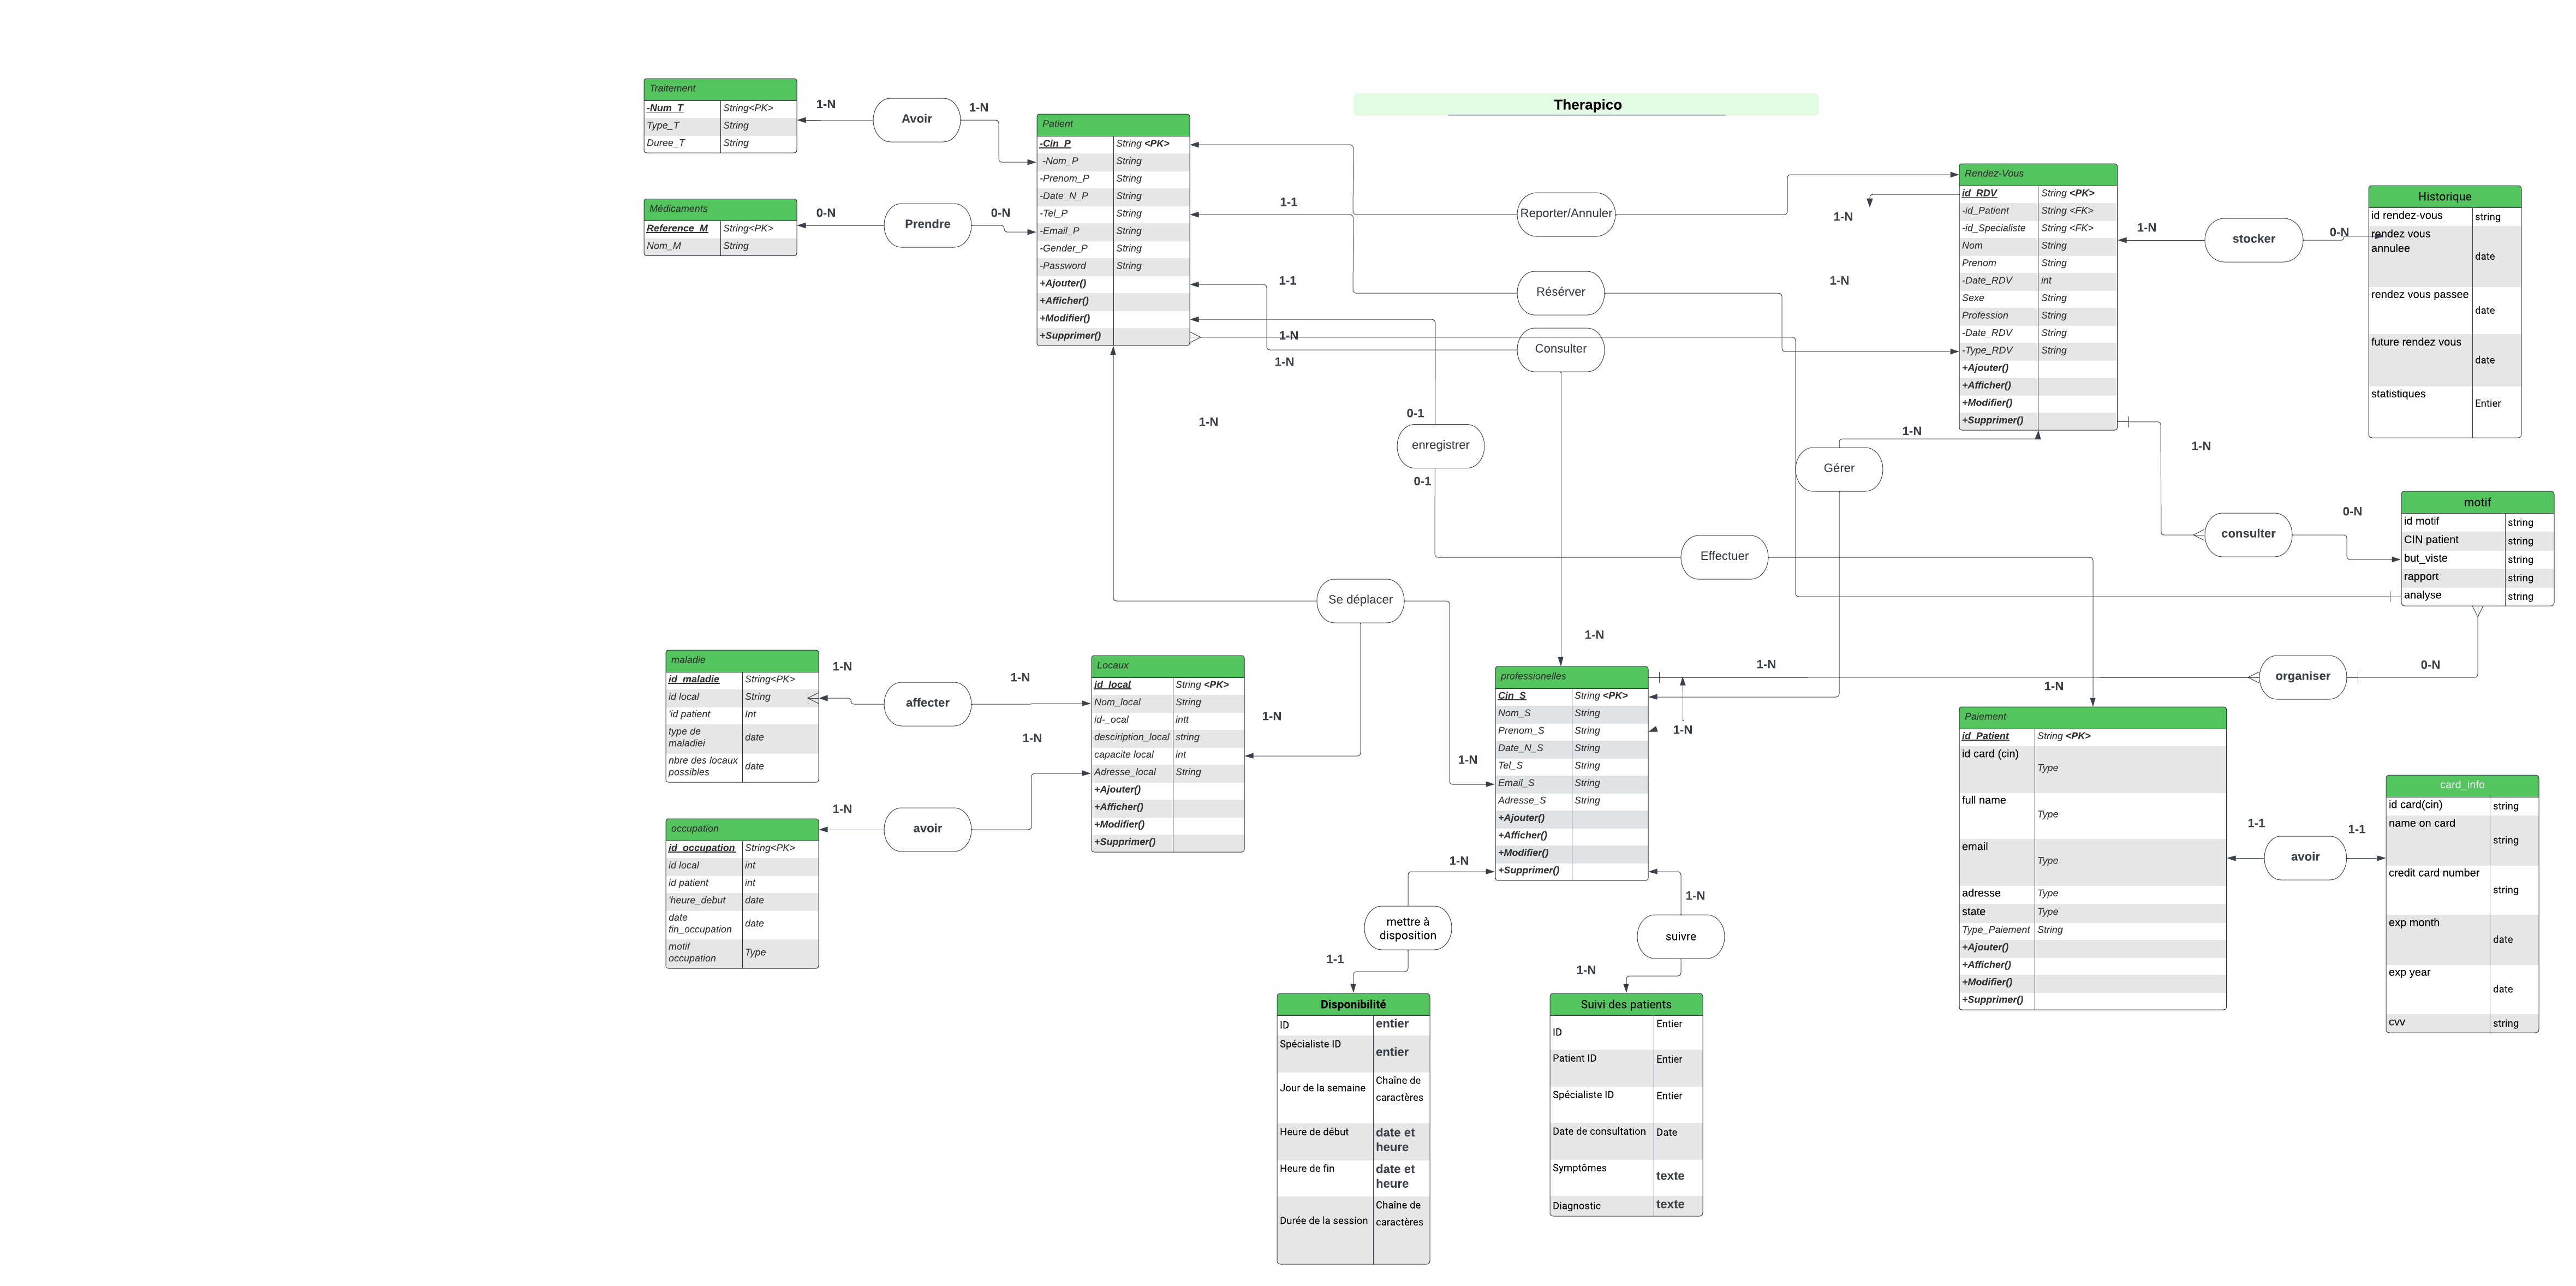 Therapico
Traitement
-Num_T String<PK>
Type_T String
Duree_T String
1-N
Avoir
1-N
Médicaments
Reference_M String<PK>
Nom_M String
0-N
Prendre
0-N
Patient
-Cin_P String <PK>
-Nom_P String
-Prenom_P String
-Date_N_P String
-Tel_P String
-Email_P String
-Gender_P String
-Password String
+Ajouter()
+Afficher()
+Modifier()
+Supprimer()
1-1
1-1
1-N
1-N
Reporter/Annuler
Résérver
Consulter
1-N
1-N
Rendez-Vous
id_RDV String <PK>
-id_Patient String <FK>
-id_Specialiste String <FK>
Nom String
Prenom String
-Date_RDV int
Sexe String
Profession String
-Date_RDV String
-Type_RDV String
+Ajouter()
+Afficher()
+Modifier()
+Supprimer()
1-N
stocker
0-N
Historique
id rendez-vous string
rendez vous
annulee
date
rendez vous passee
date
future rendez vous
date
statistiques
Entier
1-N
0-1
enregistrer
0-1
1-N
Gérer
1-N
consulter
0-N
motif
id motif string
CIN patient string
but_viste string
rapport string
analyse string
Effectuer
Se déplacer
1-N
1-N
organiser
0-N
1-N
1-N
maladie
id_maladie String<PK>
id local String
'id patient Int
type de
maladiei
date
nbre des locaux
possibles
date
1-N
affecter
1-N
Locaux
id_local String <PK>
Nom_local String
id-_ocal intt
desciription_local string
capacite local int
Adresse_local String
+Ajouter()
+Afficher()
+Modifier()
+Supprimer()
1-N
1-N
1-N
avoir
1-N
occupation
id_occupation String<PK>
id local int
id patient int
'heure_debut date
date
fin_occupation
date
motif
occupation
Type
professionelles
Cin_S String <PK>
Nom_S String
Prenom_S String
Date_N_S String
Tel_S String
Email_S String
Adresse_S String
+Ajouter()
+Afficher()
+Modifier()
+Supprimer()
Paiement
id_Patient String <PK>
id card (cin)
Type
full name
Type
email
Type
adresse Type
state Type
Type_Paiement String
+Ajouter()
+Afficher()
+Modifier()
+Supprimer()
1-1
avoir
1-1
card_info
id card(cin) string
name on card
string
credit card number
string
exp month
date
exp year
date
cvv string
1-N
mettre à
disposition
1-1
1-N
suivre
1-N
Disponibilité
ID entier
Spécialiste ID
entier
Jour de la semaine
Chaîne de
caractères
Heure de début
date et
heure
Heure de fin
date et
heure
Durée de la session
Chaîne de
caractères
Suivi des patients
ID
Entier
Patient ID Entier
Spécialiste ID Entier
Date de consultation Date
Symptômes
texte
Diagnostic texte